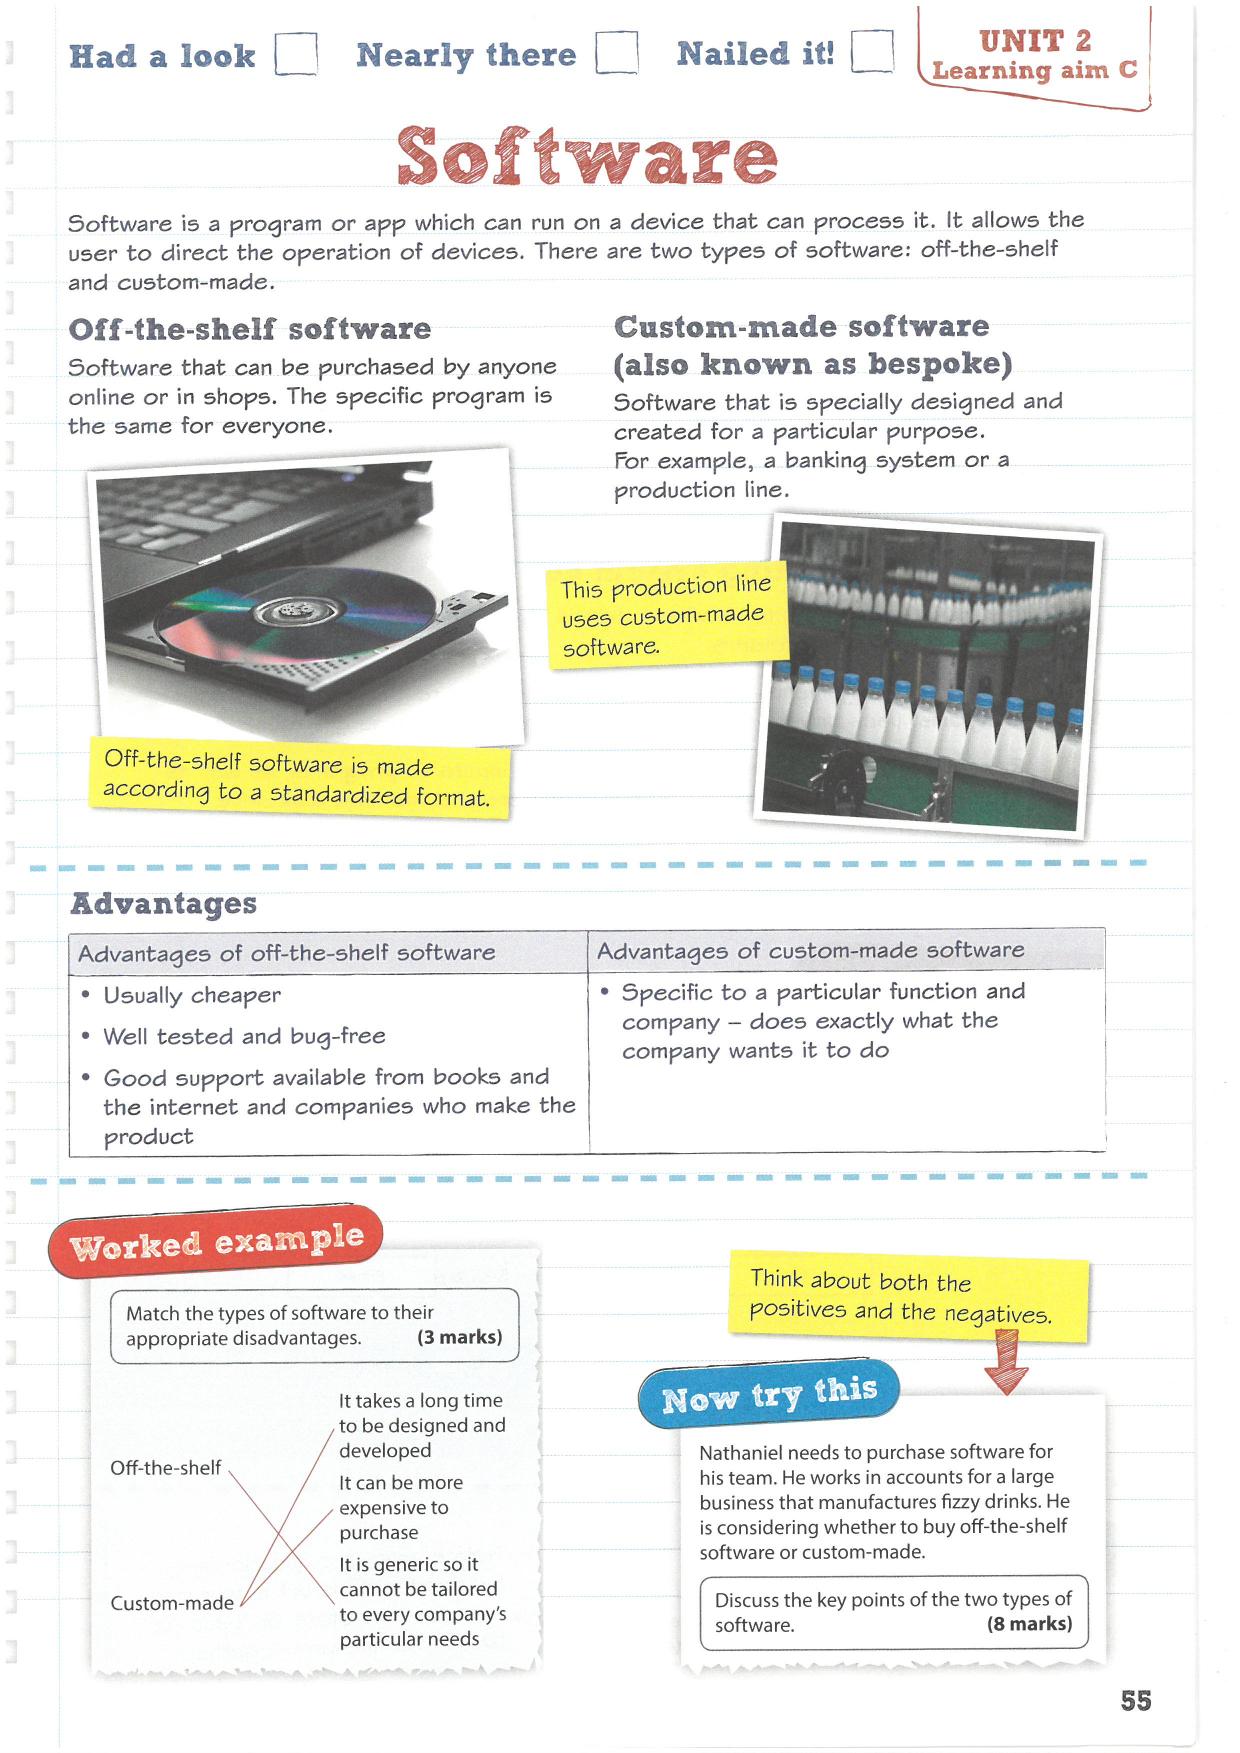 Had a look
Nearly there
Nailed it!
UNIT 2
Learning aim C
Software
Software is a program or app which can run on a device that can process it. It allows the
user to direct the operation of devices. There are two types of software: off-the-shelf
and custom-made.
Off-the-shelf software
Software that can be purchased by anyone
online or in shops. The specific program is
the same for everyone.
Off-the-shelf software is made
according to a standardized format.
Custom-made software
(also known as bespoke)
Software that is specially designed and
created for a particular purpose.
For example, a banking system or a
production line.
This production line
uses custom-made
software.
Advantages
Advantages of off-the-shelf software
• Usually cheaper
• Well tested and bug-free
• Good support available from books and
the internet and companies who make the
product
Advantages of custom-made software
• Specific to a particular function and
company – does exactly what the
company wants it to do
Worked example
Match the types of software to their
appropriate disadvantages. (3 marks)
Off-the-shelf
Custom-made
It takes a long time
to be designed and
developed
It can be more
expensive to
purchase
It is generic so it
cannot be tailored
to every company's
particular needs
Think about both the
positives and the negatives.
Now try this
Nathaniel needs to purchase software for
his team. He works in accounts for a large
business that manufactures fizzy drinks. He
is considering whether to buy off-the-shelf
software or custom-made.
Discuss the key points of the two types of
software. (8 marks)
55